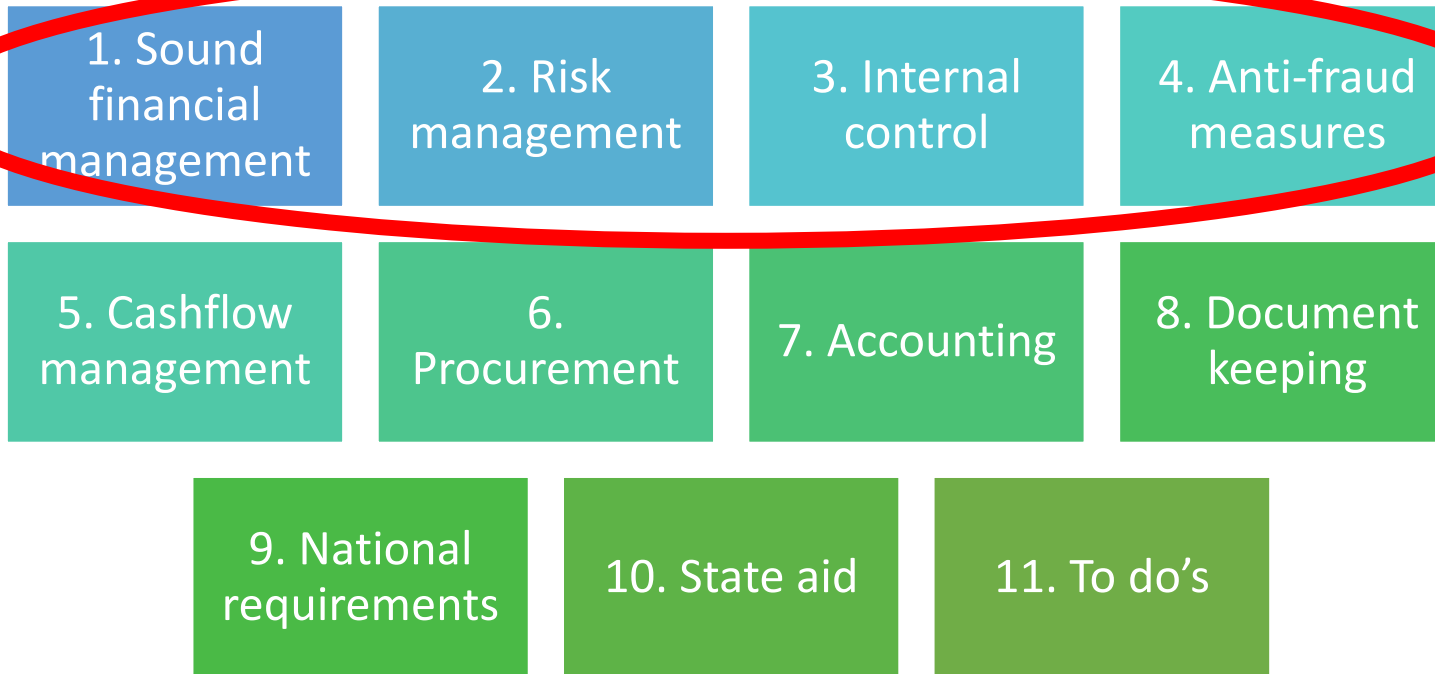 1. Sound
financial
management
2. Risk
management
3. Internal
control
4. Anti-fraud
measures
5. Cashflow
management
6.
Procurement
7. Accounting
8. Document
keeping
9. National
requirements
10. State aid
11. To do’s